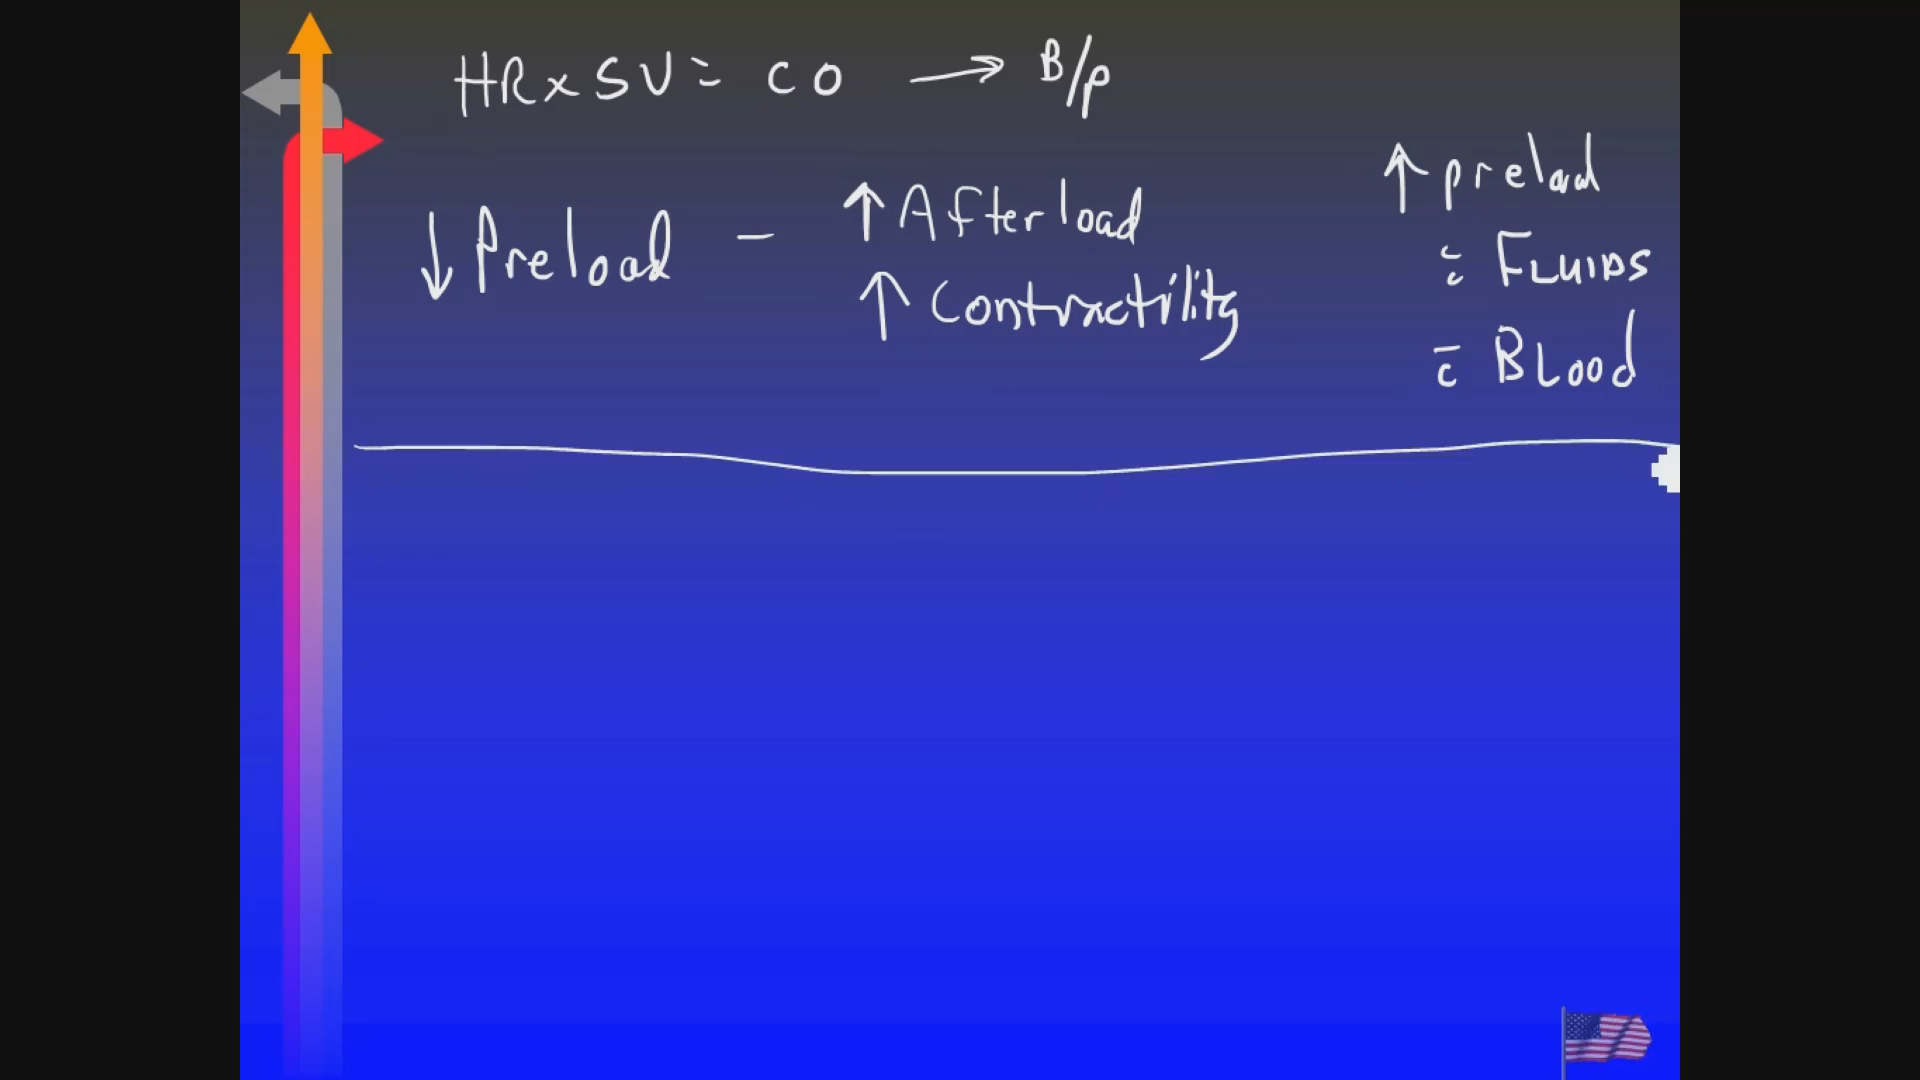 HR x SV = CO → B/P
↓ Preload - ↑ Afterload
↑ Contractility
↑ preload
c̄ FLUIDS
c̄ BLOOD